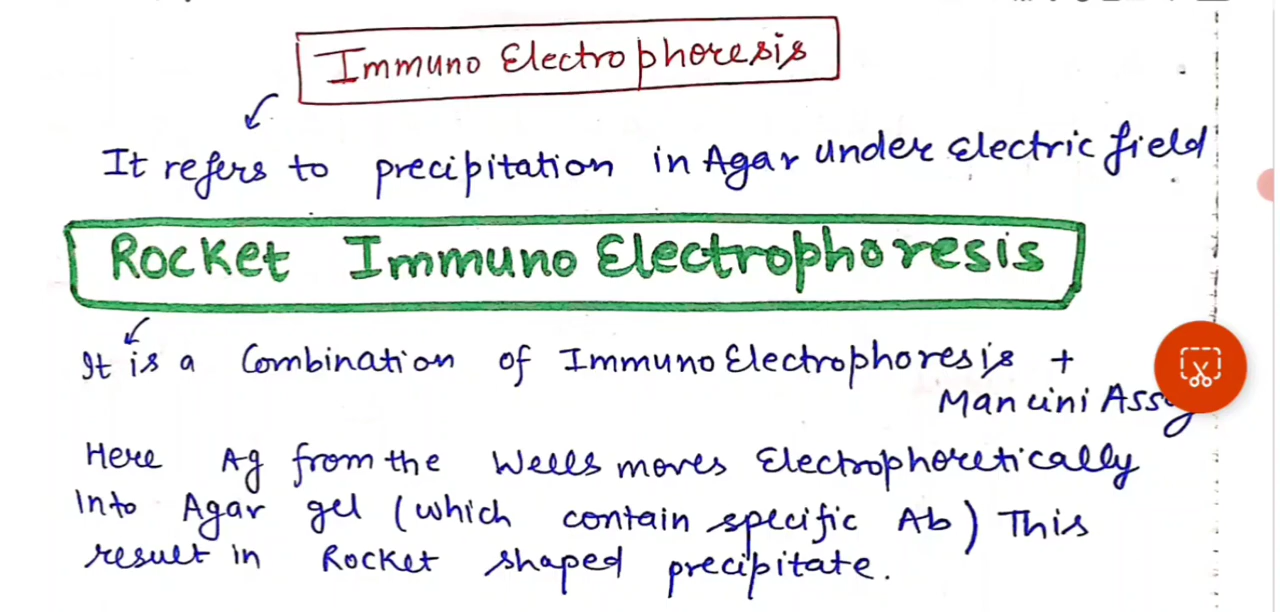 Immuno Electrophoresis
It refers to precipitation in Agar under electric field
Rocket Immuno Electrophoresis
It is a Combination of Immuno Electrophoresis +
Mancini
Here Ag from the Wells moves Electrophoretically
Into Agar gel (which contain specific Ab) This
result in Rocket shaped precipitate.